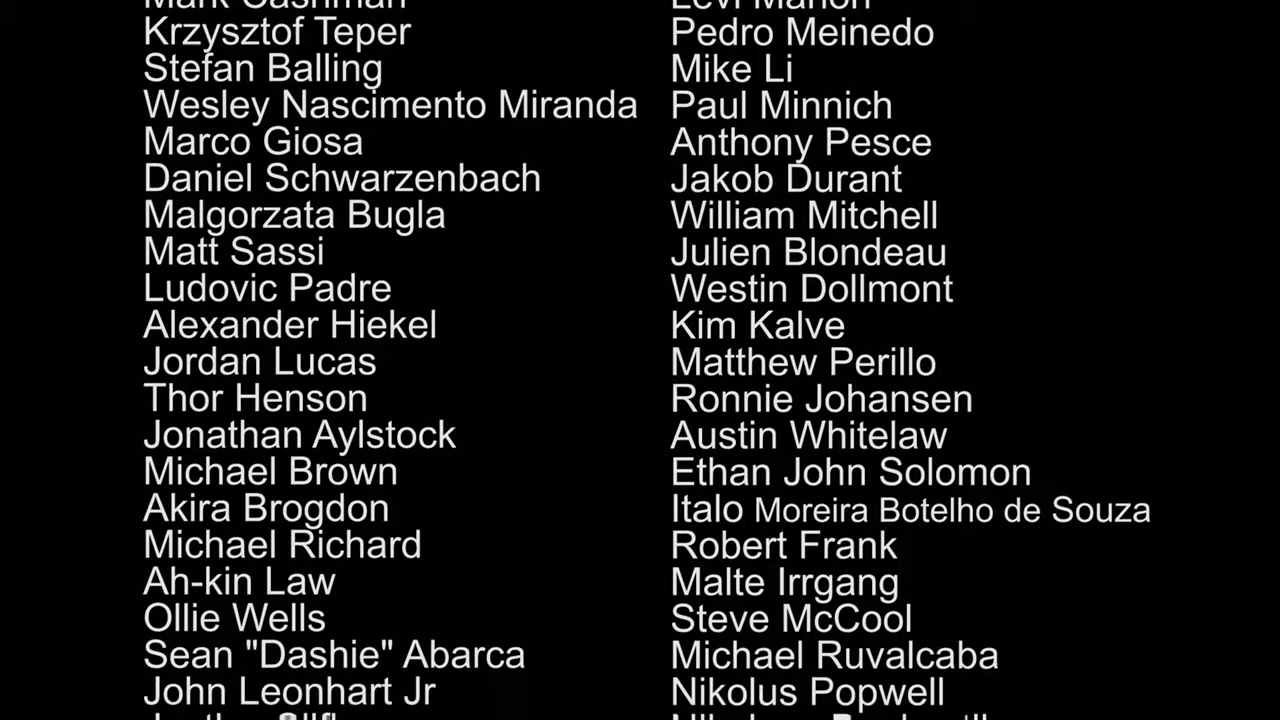 Mark Cashman
Krzysztof Teper
Stefan Balling
Wesley Nascimento Miranda
Marco Giosa
Daniel Schwarzenbach
Malgorzata Bugla
Matt Sassi
Ludovic Padre
Alexander Hiekel
Jordan Lucas
Thor Henson
Jonathan Aylstock
Michael Brown
Akira Brogdon
Michael Richard
Ah-kin Law
Ollie Wells
Sean "Dashie" Abarca
John Leonhart Jr
Levi Marion
Pedro Meinedo
Mike Li
Paul Minnich
Anthony Pesce
Jakob Durant
William Mitchell
Julien Blondeau
Westin Dollmont
Kim Kalve
Matthew Perillo
Ronnie Johansen
Austin Whitelaw
Ethan John Solomon
Italo Moreira Botelho de Souza
Robert Frank
Malte Irrgang
Steve McCool
Michael Ruvalcaba
Nikolus Popwell